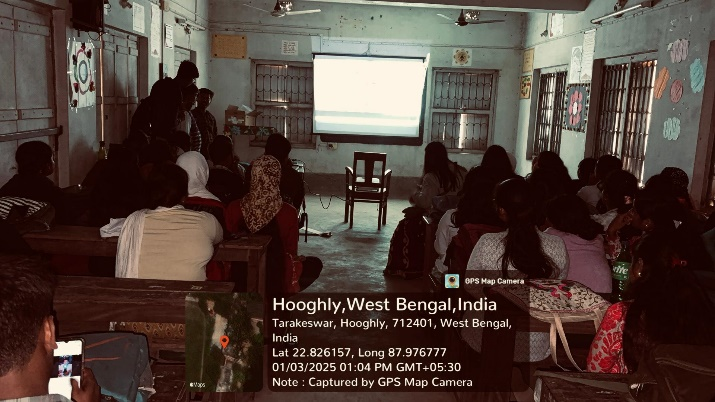 GPS Map Camera
Hooghly,West Bengal,India
Tarakeswar, Hooghly, 712401, West Bengal,
India
Lat 22.826157, Long 87.976777
01/03/2025 01:04 PM GMT+05:30
Note : Captured by GPS Map Camera
Maps